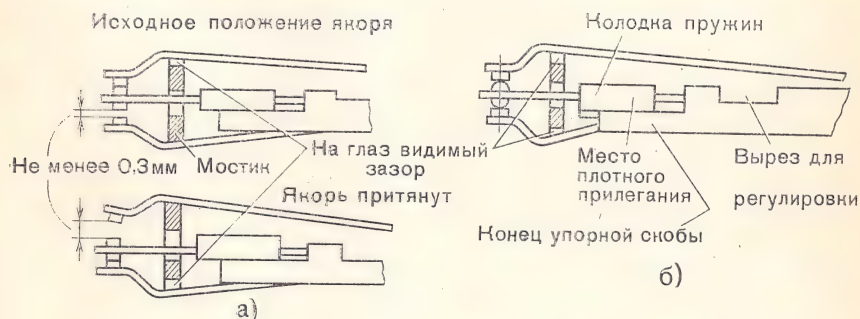 Исходное положение якоря
Колодка пружин
Не менее 0,3мм
Мостик
На глаз видимый
зазор
Якорь притянут
Место
плотного
прилегания
Вырез для
регулировки
Конец упорной скобы
а)
б)